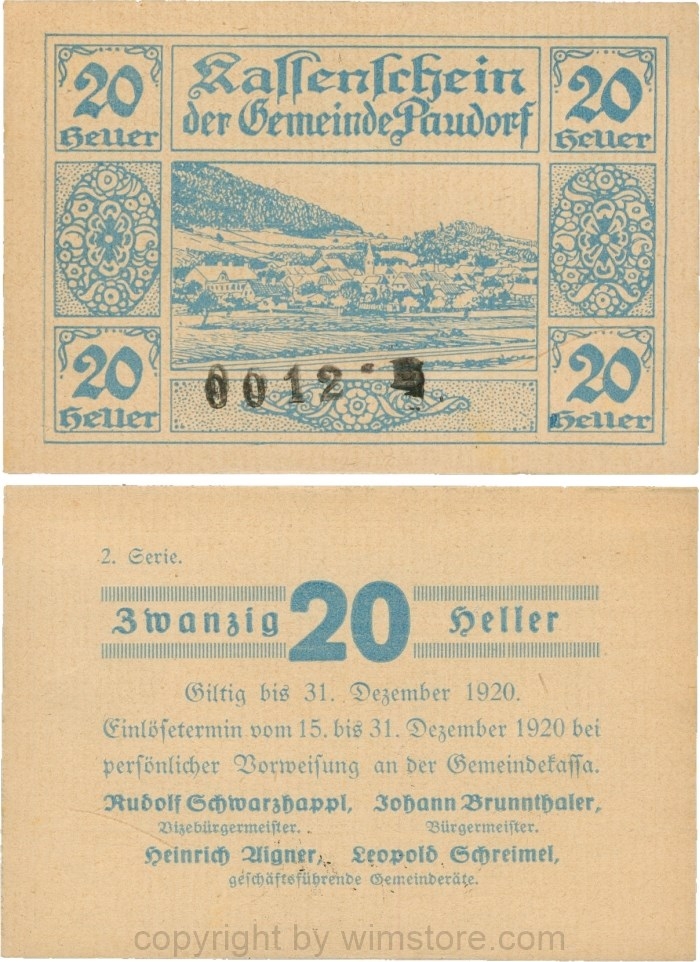 20 Heller
Kassenschein
der Gemeinde Paudorf
20 Heller
20 Heller
0012
20 Heller
2. Serie.
Zwanzig 20 Heller
Giltig bis 31. Dezember 1920.
Einlösetermin vom 15. bis 31. Dezember 1920 bei
persönlicher Vorweisung an der Gemeindekassa.
Rudolf Schwarzhappl, Johann Brunnthaler,
Vizebürgermeister. Bürgermeister.
Heinrich Aigner, Leopold Schreimel,
geschäftsführende Gemeinderäte.
copyright by wimstore.com